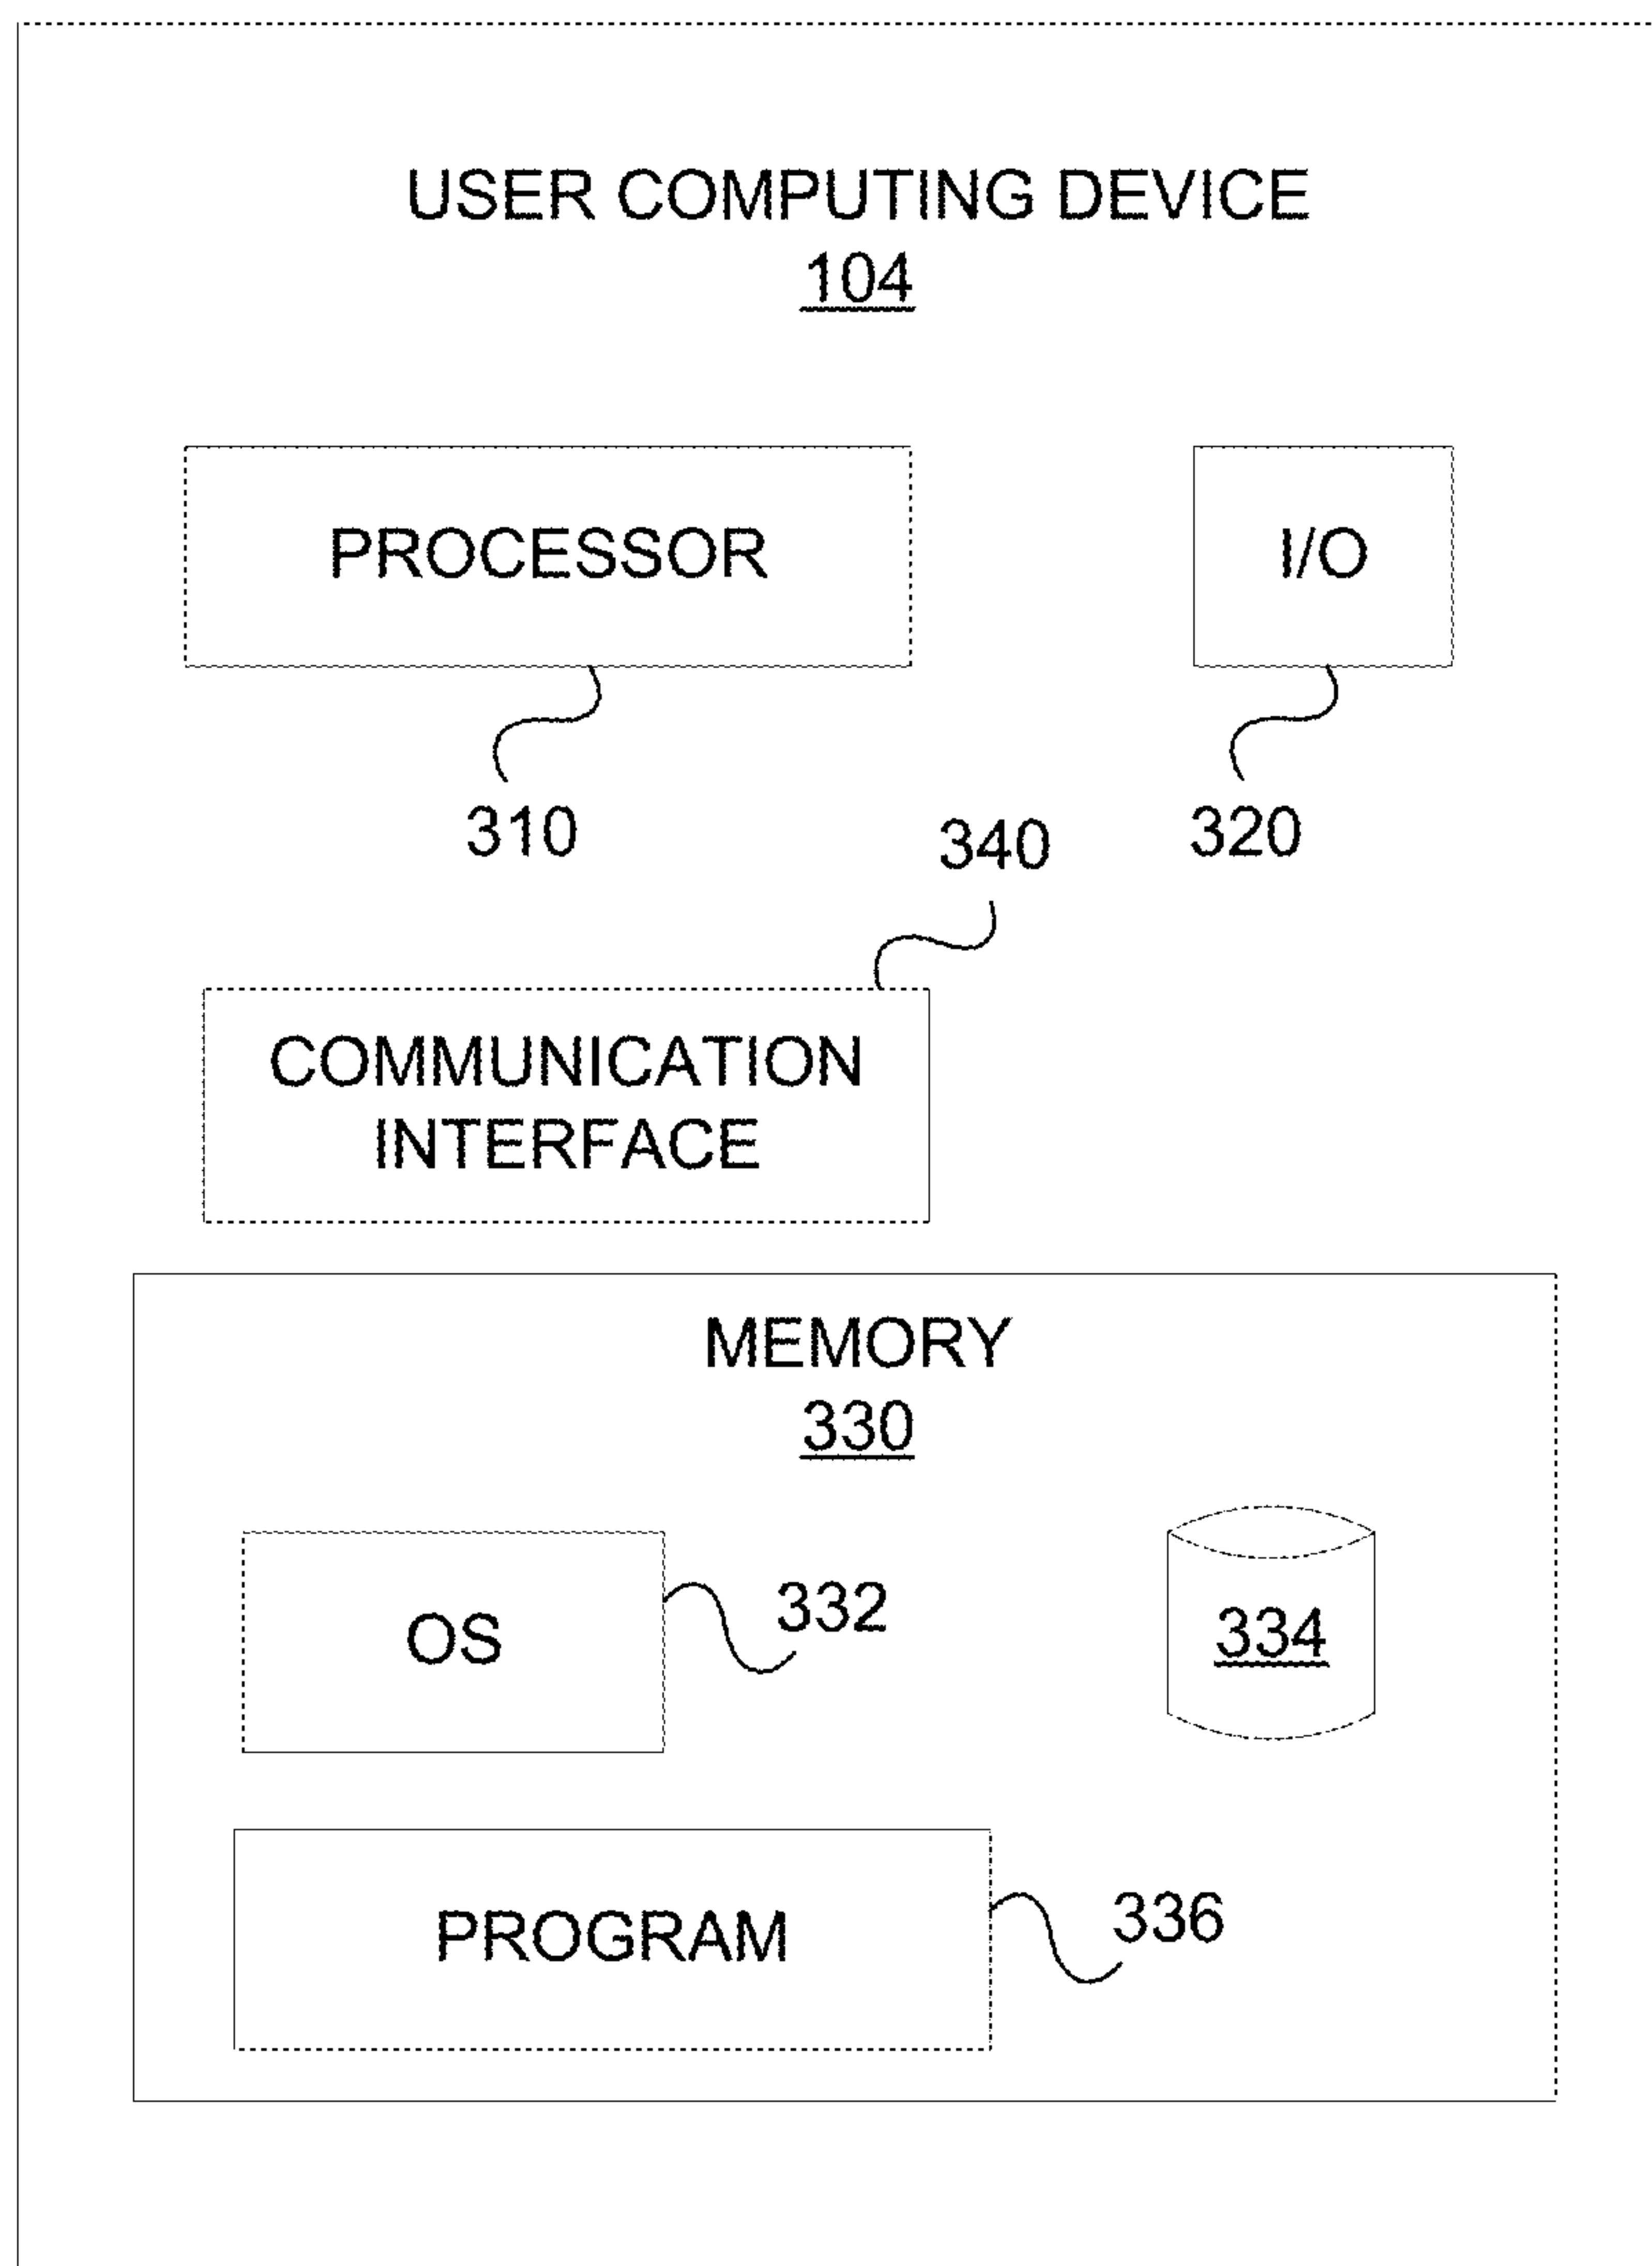 USER COMPUTING DEVICE
104
PROCESSOR
I/O
310
320
340
COMMUNICATION
INTERFACE
MEMORY
330
OS
332
334
PROGRAM
336